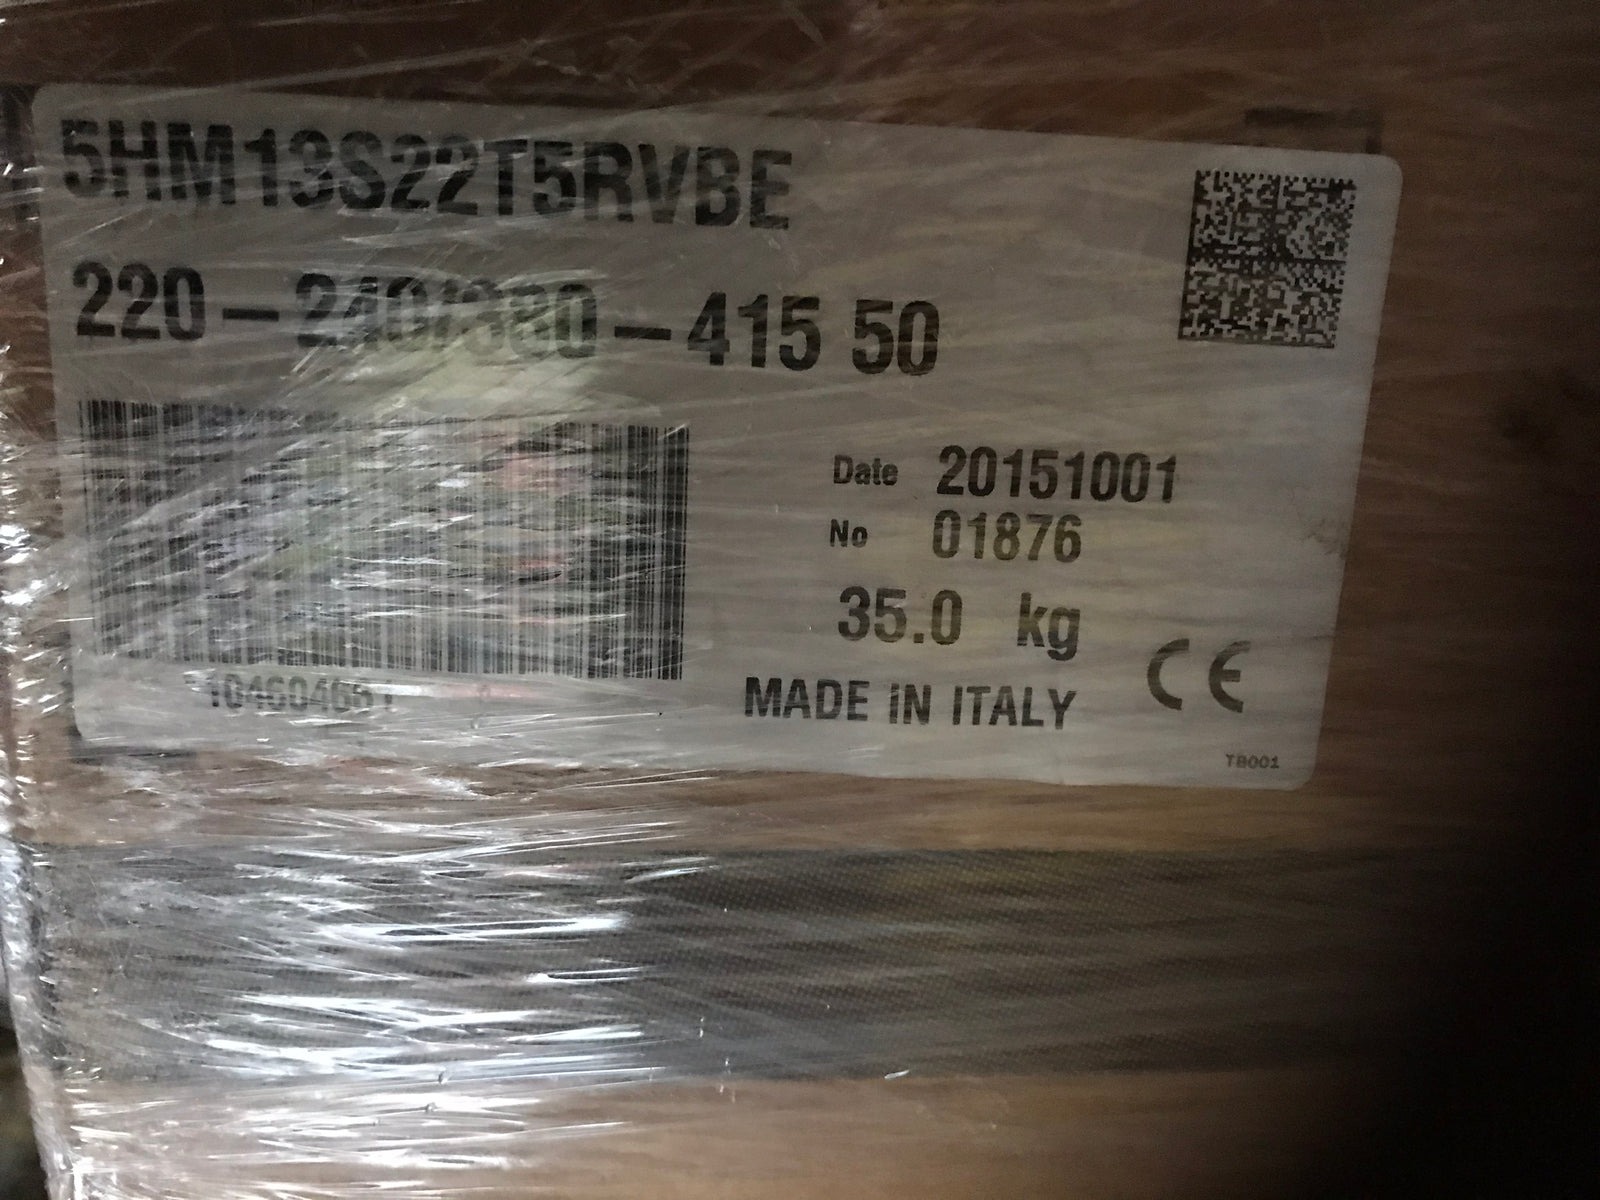 5HM13S22T5RVBE
220-240/380-415 50
Date 20151001
No 01876
35.0 kg
MADE IN ITALY CE
TB001